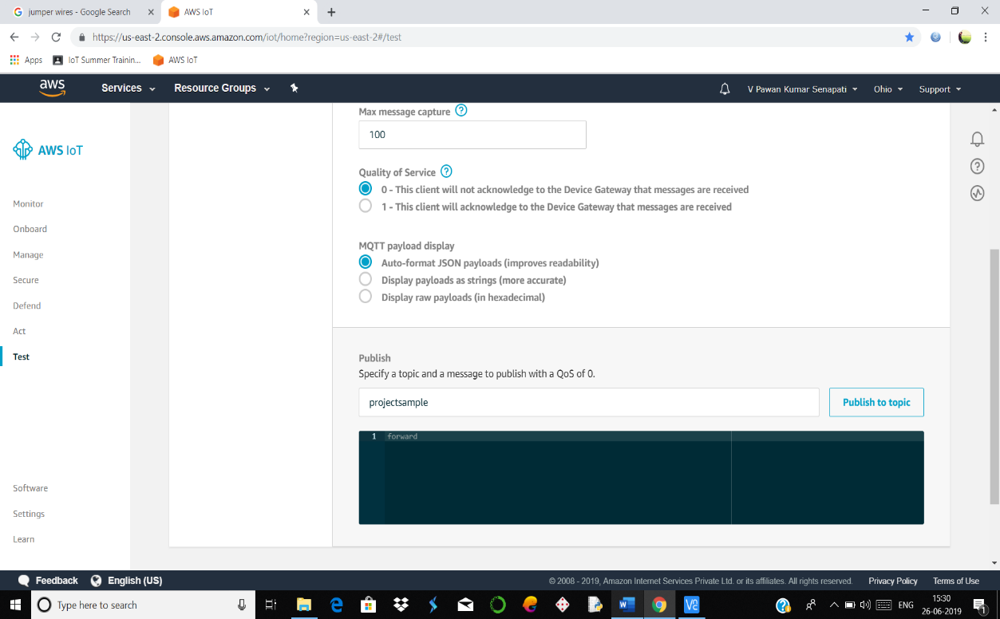 jumper wires - Google Search
AWS IoT
https://us-east-2.console.aws.amazon.com/iot/home?region=us-east-2#/test
Apps
IoT Summer Trainin...
AWS IoT
aws
Services
Resource Groups
V Pawan Kumar Senapati
Ohio
Support
AWS IoT
Monitor
Onboard
Manage
Secure
Defend
Act
Test
Software
Settings
Learn
Max message capture ?
100
Quality of Service ?
0 - This client will not acknowledge to the Device Gateway that messages are received
1 - This client will acknowledge to the Device Gateway that messages are received
MQTT payload display
Auto-format JSON payloads (improves readability)
Display payloads as strings (more accurate)
Display raw payloads (in hexadecimal)
Publish
Specify a topic and a message to publish with a QoS of 0.
projectsample
Publish to topic
1 forward
Feedback
English (US)
© 2008 - 2019, Amazon Internet Services Private Ltd. or its affiliates. All rights reserved.
Privacy Policy
Terms of Use
Type here to search
ENG
15:30
26-06-2019
1